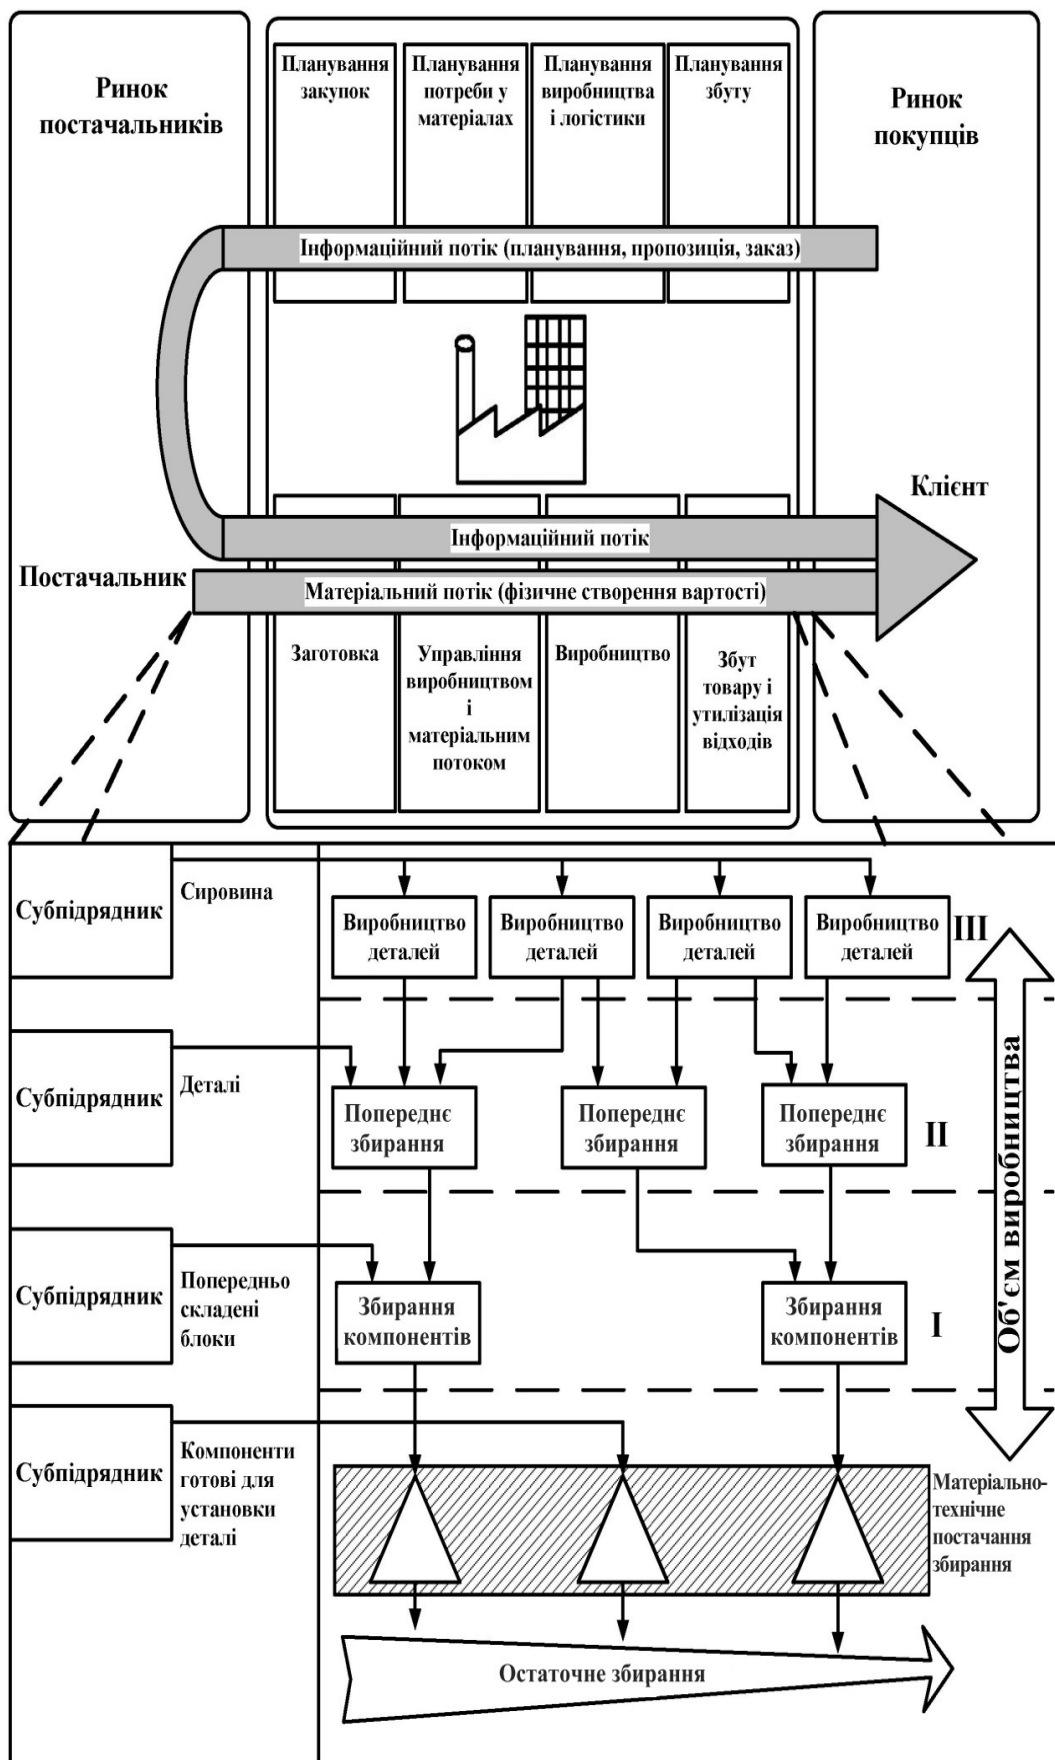 Ринок
постачальників
Планування
закупок
Планування
потреби у
матеріалах
Планування
виробництва
і логістики
Планування
збуту
Ринок
покупців
Інформаційний потік (планування, пропозиція, заказ)
Клієнт
Інформаційний потік
Постачальник
Матеріальний потік (фізичне створення вартості)
Заготовка
Управління
виробництвом
і
матеріальним
потоком
Виробництво
Збут
товару і
утилізація
відходів
Субпідрядник
Сировина
Виробництво
деталей
Виробництво
деталей
Виробництво
деталей
Виробництво
деталей
III
Субпідрядник
Деталі
Попереднє
збирання
Попереднє
збирання
Попереднє
збирання
II
Об'єм виробництва
Субпідрядник
Попередньо
складені
блоки
Збирання
компонентів
Збирання
компонентів
I
Субпідрядник
Компоненти
готові для
установки
деталі
Матеріально-
технічне
постачання
збирання
Остаточне збирання